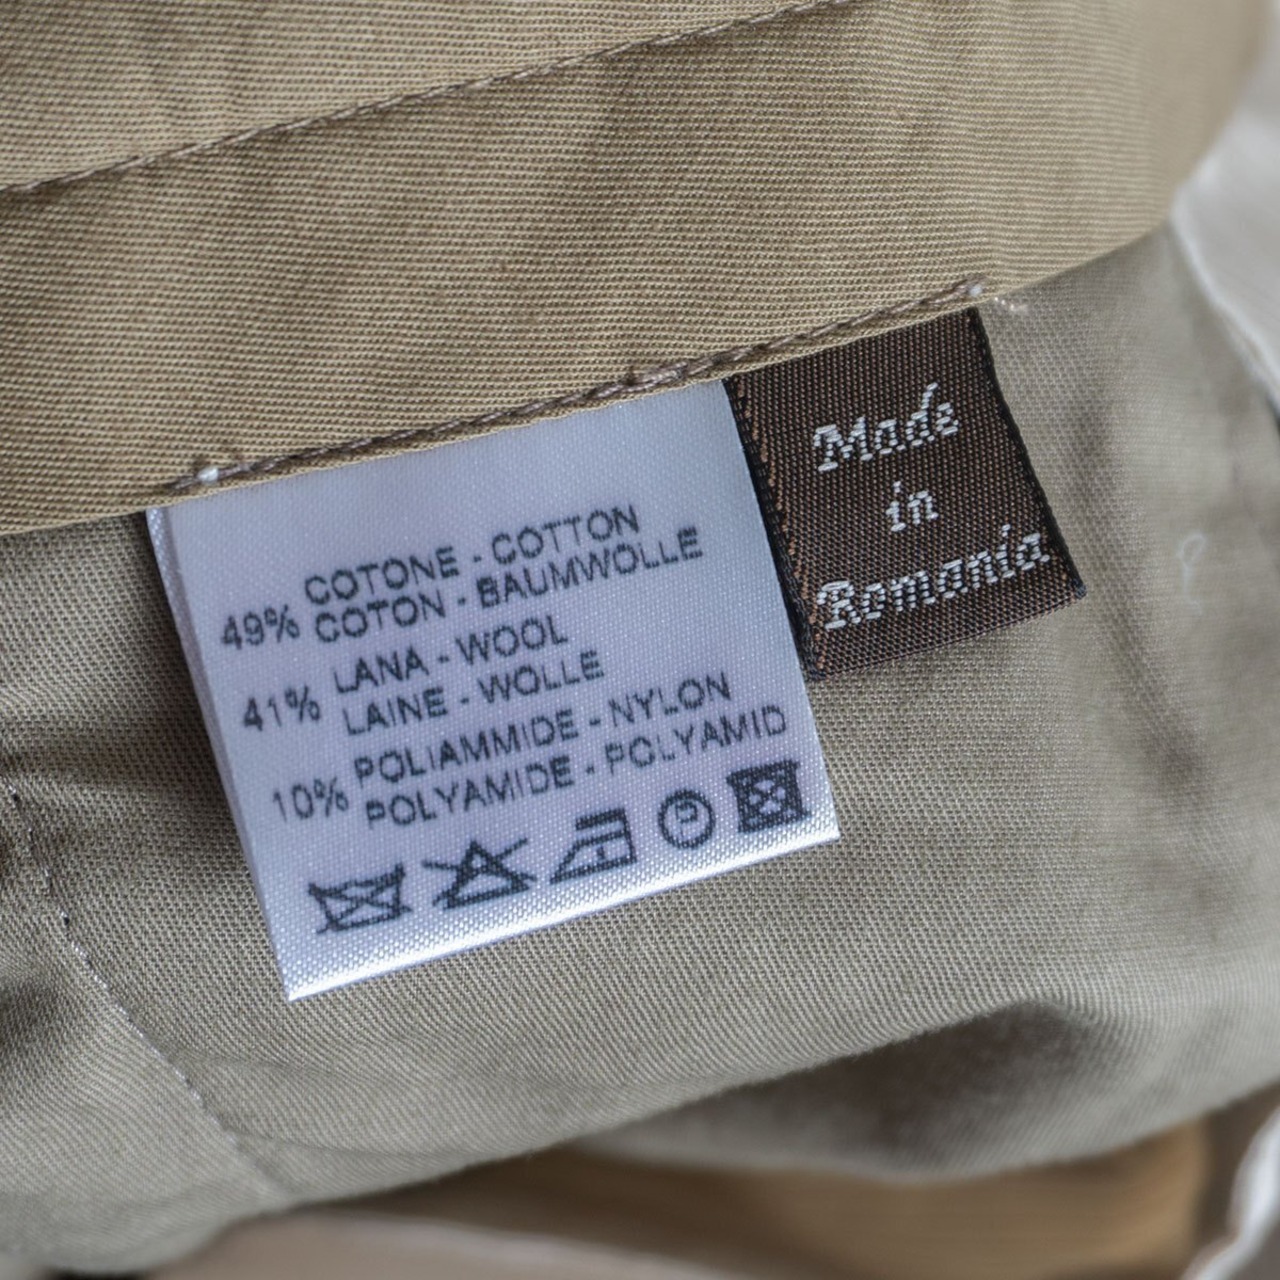 COTONE - COTTON
49% COTON - BAUMWOLLE
LANA - WOOL
41% LAINE - WOLLE
POLIAMMIDE - NYLON
10% POLYAMIDE - POLYAMID
P
Made
in
Romania